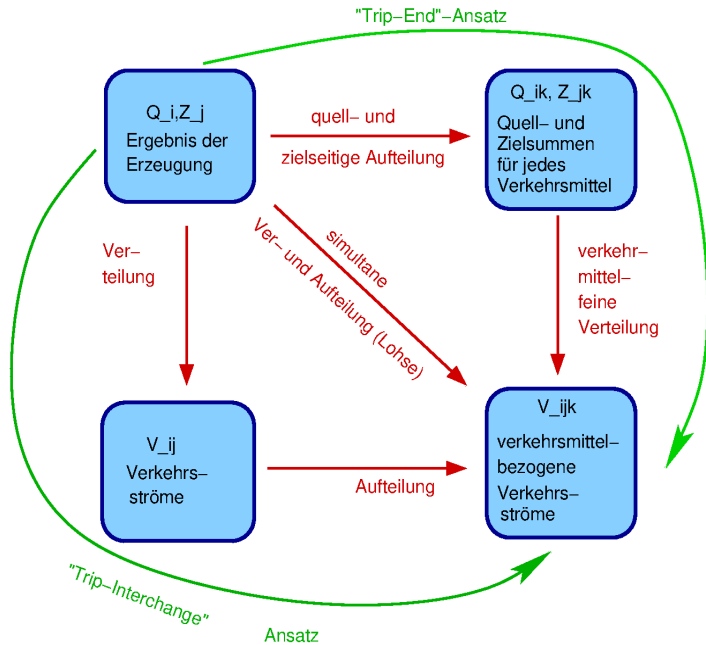 "Trip–End"–Ansatz
Q_i,Z_j
Ergebnis der
Erzeugung
quell– und
zielseitige Aufteilung
Q_ik, Z_jk
Quell– und
Zielsummen
für jedes
Verkehrsmittel
Ver–
teilung
simultane
Ver– und Aufteilung (Lohse)
verkehr–
mittel–
feine
Verteilung
V_ij
Verkehrs–
ströme
Aufteilung
V_ijk
verkehrsmittel–
bezogene
Verkehrs–
ströme
"Trip–Interchange"
Ansatz